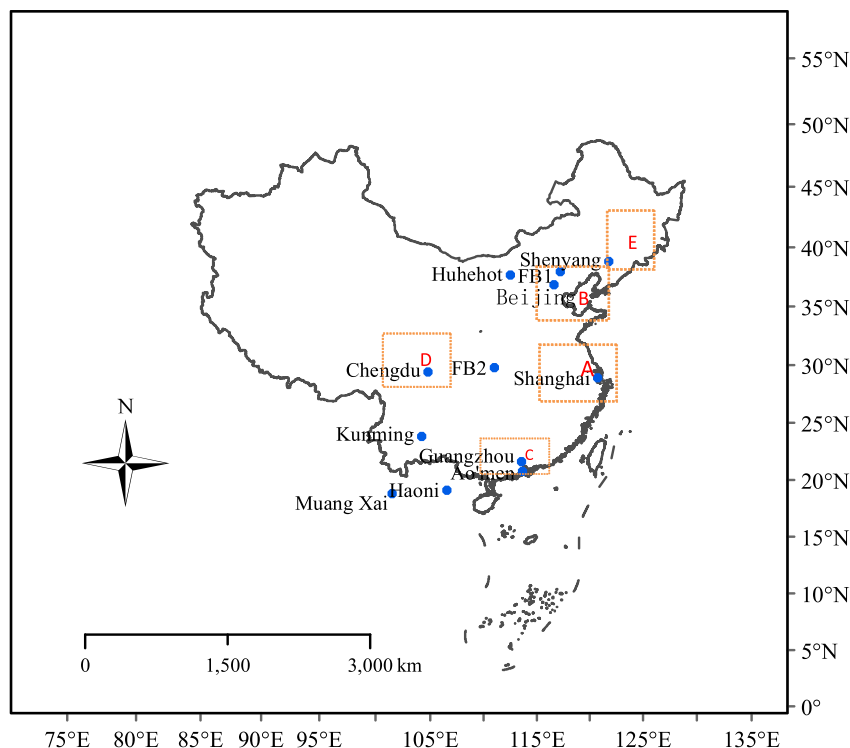 55°N
50°N
45°N
E
40°N
Shenyang
Huhehot
FB1
Beijing
B
35°N
D
A
30°N
Chengdu
FB2
Shanghai
N
25°N
Kunming
Guangzhou
C
Ao'men
20°N
Haoni
Muang Xai
15°N
10°N
5°N
0
1,500
3,000 km
0°
75°E
80°E
85°E
90°E
95°E
105°E
115°E
125°E
135°E